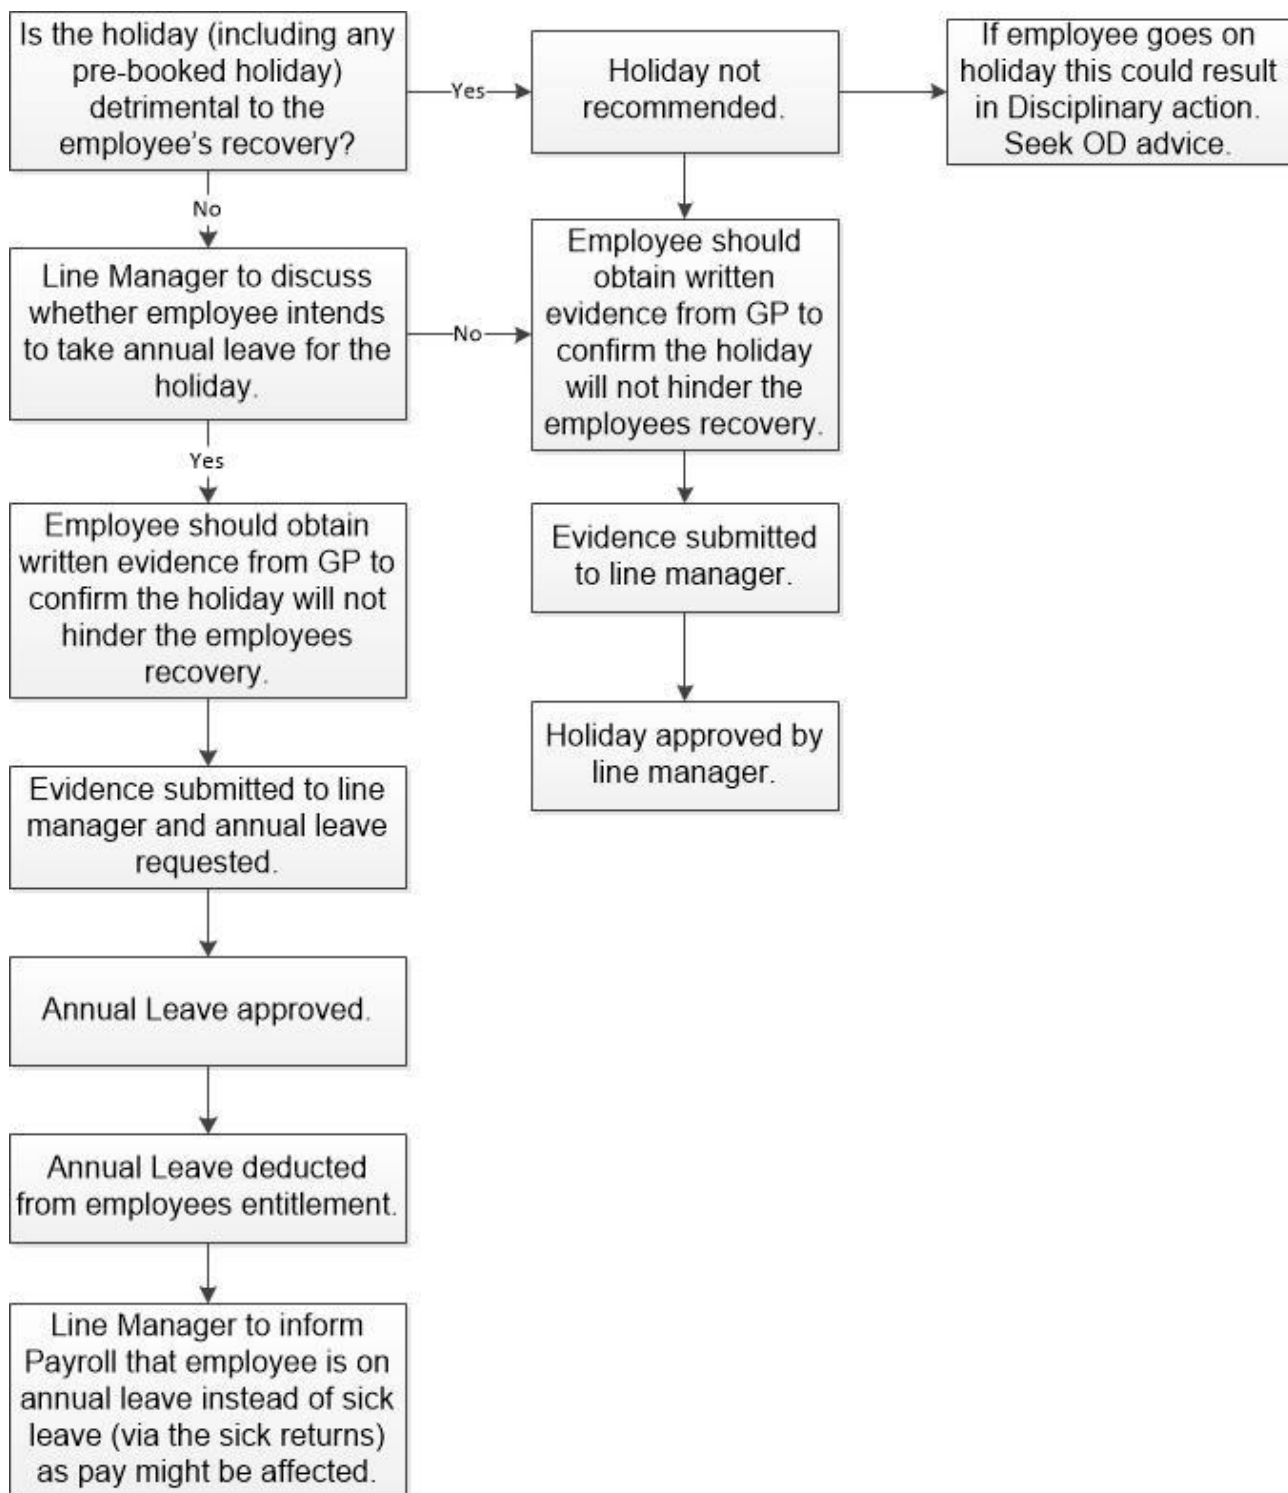 Is the holiday (including any
pre-booked holiday)
detrimental to the
employee's recovery?
Yes
Holiday not
recommended.
If employee goes on
holiday this could result
in Disciplinary action.
Seek OD advice.
No
Line Manager to discuss
whether employee intends
to take annual leave for the
holiday.
No
Employee should
obtain written
evidence from GP to
confirm the holiday
will not hinder the
employees recovery.
Yes
Employee should obtain
written evidence from GP to
confirm the holiday will not
hinder the employees
recovery.
Evidence submitted
to line manager.
Holiday approved by
line manager.
Evidence submitted to line
manager and annual leave
requested.
Annual Leave approved.
Annual Leave deducted
from employees entitlement.
Line Manager to inform
Payroll that employee is on
annual leave instead of sick
leave (via the sick returns)
as pay might be affected.